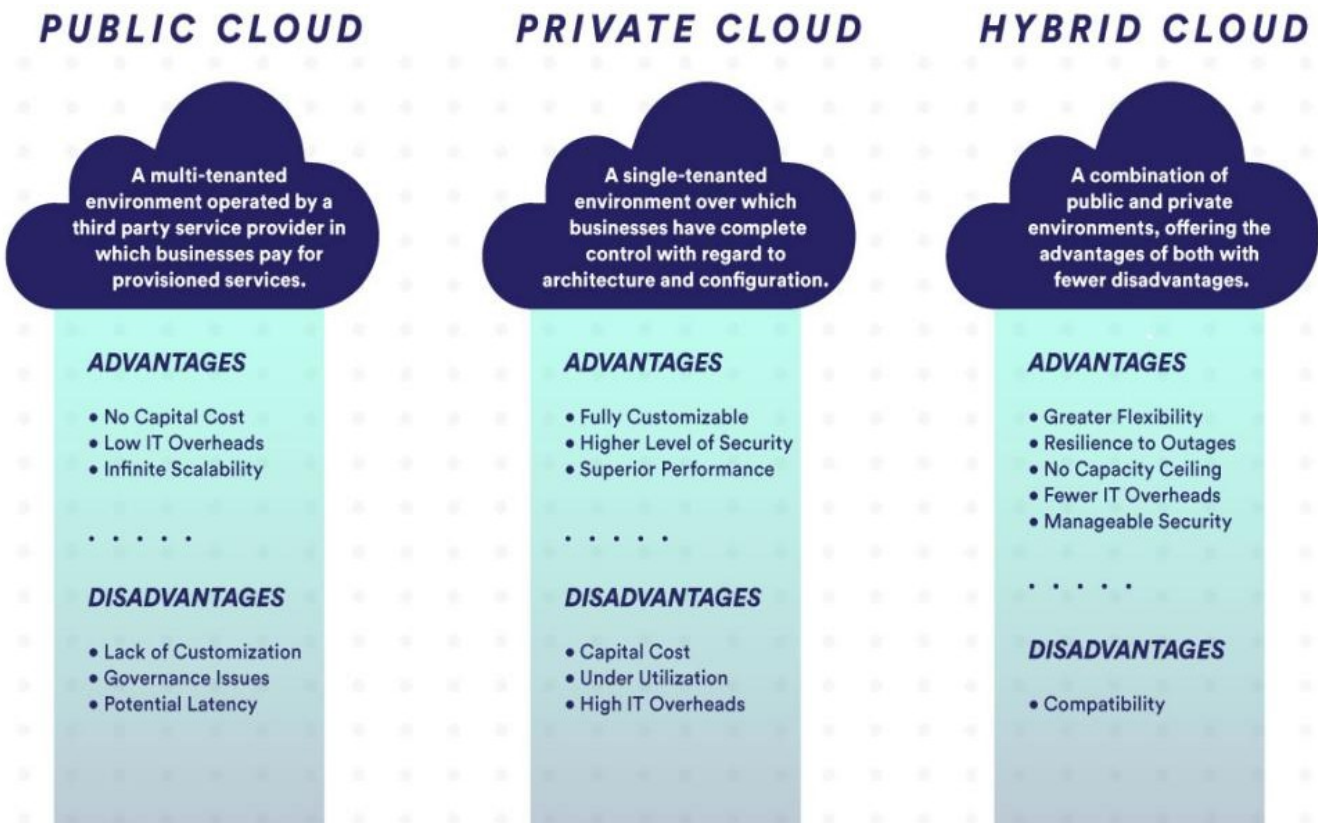 PUBLIC CLOUD
A multi-tenanted
environment operated by a
third party service provider in
which businesses pay for
provisioned services.
ADVANTAGES
• No Capital Cost
• Low IT Overheads
• Infinite Scalability
. . . . .
DISADVANTAGES
• Lack of Customization
• Governance Issues
• Potential Latency
PRIVATE CLOUD
A single-tenanted
environment over which
businesses have complete
control with regard to
architecture and configuration.
ADVANTAGES
• Fully Customizable
• Higher Level of Security
• Superior Performance
. . . . .
DISADVANTAGES
• Capital Cost
• Under Utilization
• High IT Overheads
HYBRID CLOUD
A combination of
public and private
environments, offering the
advantages of both with
fewer disadvantages.
ADVANTAGES
• Greater Flexibility
• Resilience to Outages
• No Capacity Ceiling
• Fewer IT Overheads
• Manageable Security
. . . . .
DISADVANTAGES
• Compatibility